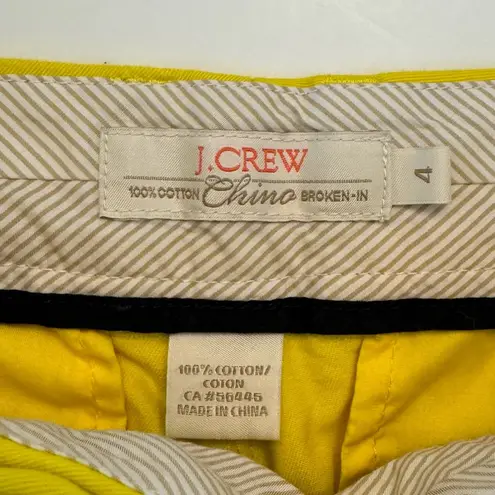 J.CREW
100% COTTON Chino BROKEN-IN
4
100% COTTON/
COTON
CA #56445
MADE IN CHINA